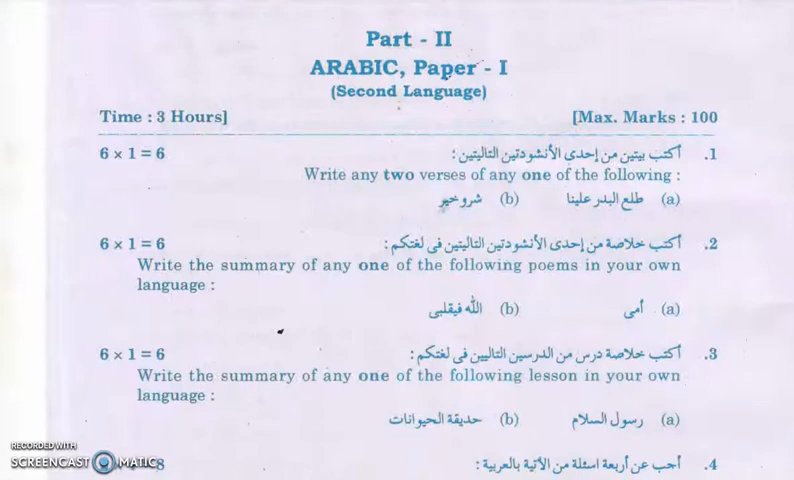 Part - II
ARABIC, Paper - I
(Second Language)
Time : 3 Hours] [Max. Marks : 100
1. أكتب بيتين من إحدى الأنشودتين التاليتين : 6 x 1 = 6
Write any two verses of any one of the following :
(a) طلع البدر علينا (b) شر وخير
2. أكتب خلاصة من إحدى الأنشودتين التاليتين فى لغتكم : 6 x 1 = 6
Write the summary of any one of the following poems in your own
language :
(a) أمى (b) الله فيقلبى
3. أكتب خلاصة درس من الدرسين التاليين فى لغتكم : 6 x 1 = 6
Write the summary of any one of the following lesson in your own
language :
(a) رسول السلام (b) حديقة الحيوانات
4. أحب عن أربعة اسئلة من الأتية بالعربية : 8
RECORDED WITH
SCREENCAST MATIC